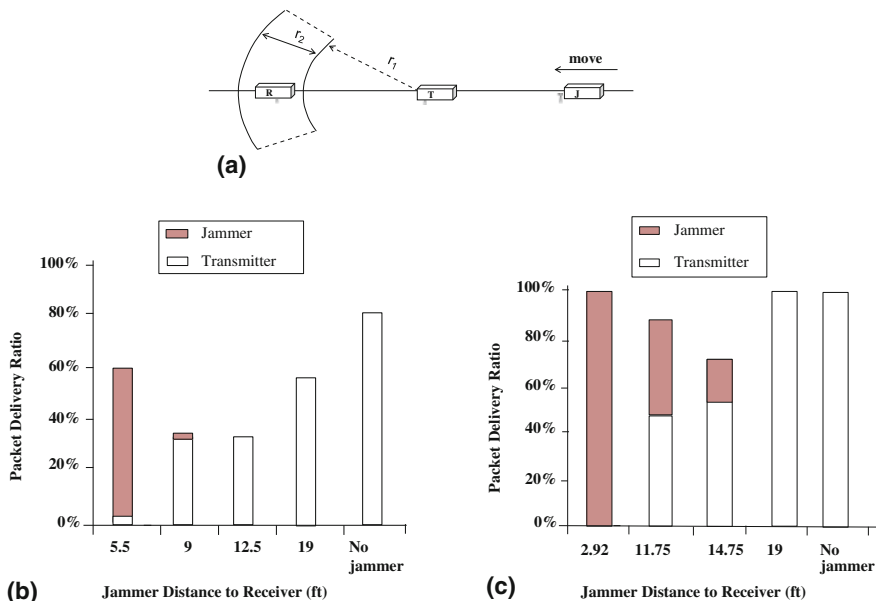 r2
r1
move
R
T
J
(a)
Jammer
Transmitter
100%
80%
60%
40%
20%
0%
Packet Delivery Ratio
5.5 9 12.5 19 No jammer
(b)
Jammer Distance to Receiver (ft)
Jammer
Transmitter
100%
80%
60%
40%
20%
0%
Packet Delivery Ratio
2.92 11.75 14.75 19 No jammer
(c)
Jammer Distance to Receiver (ft)